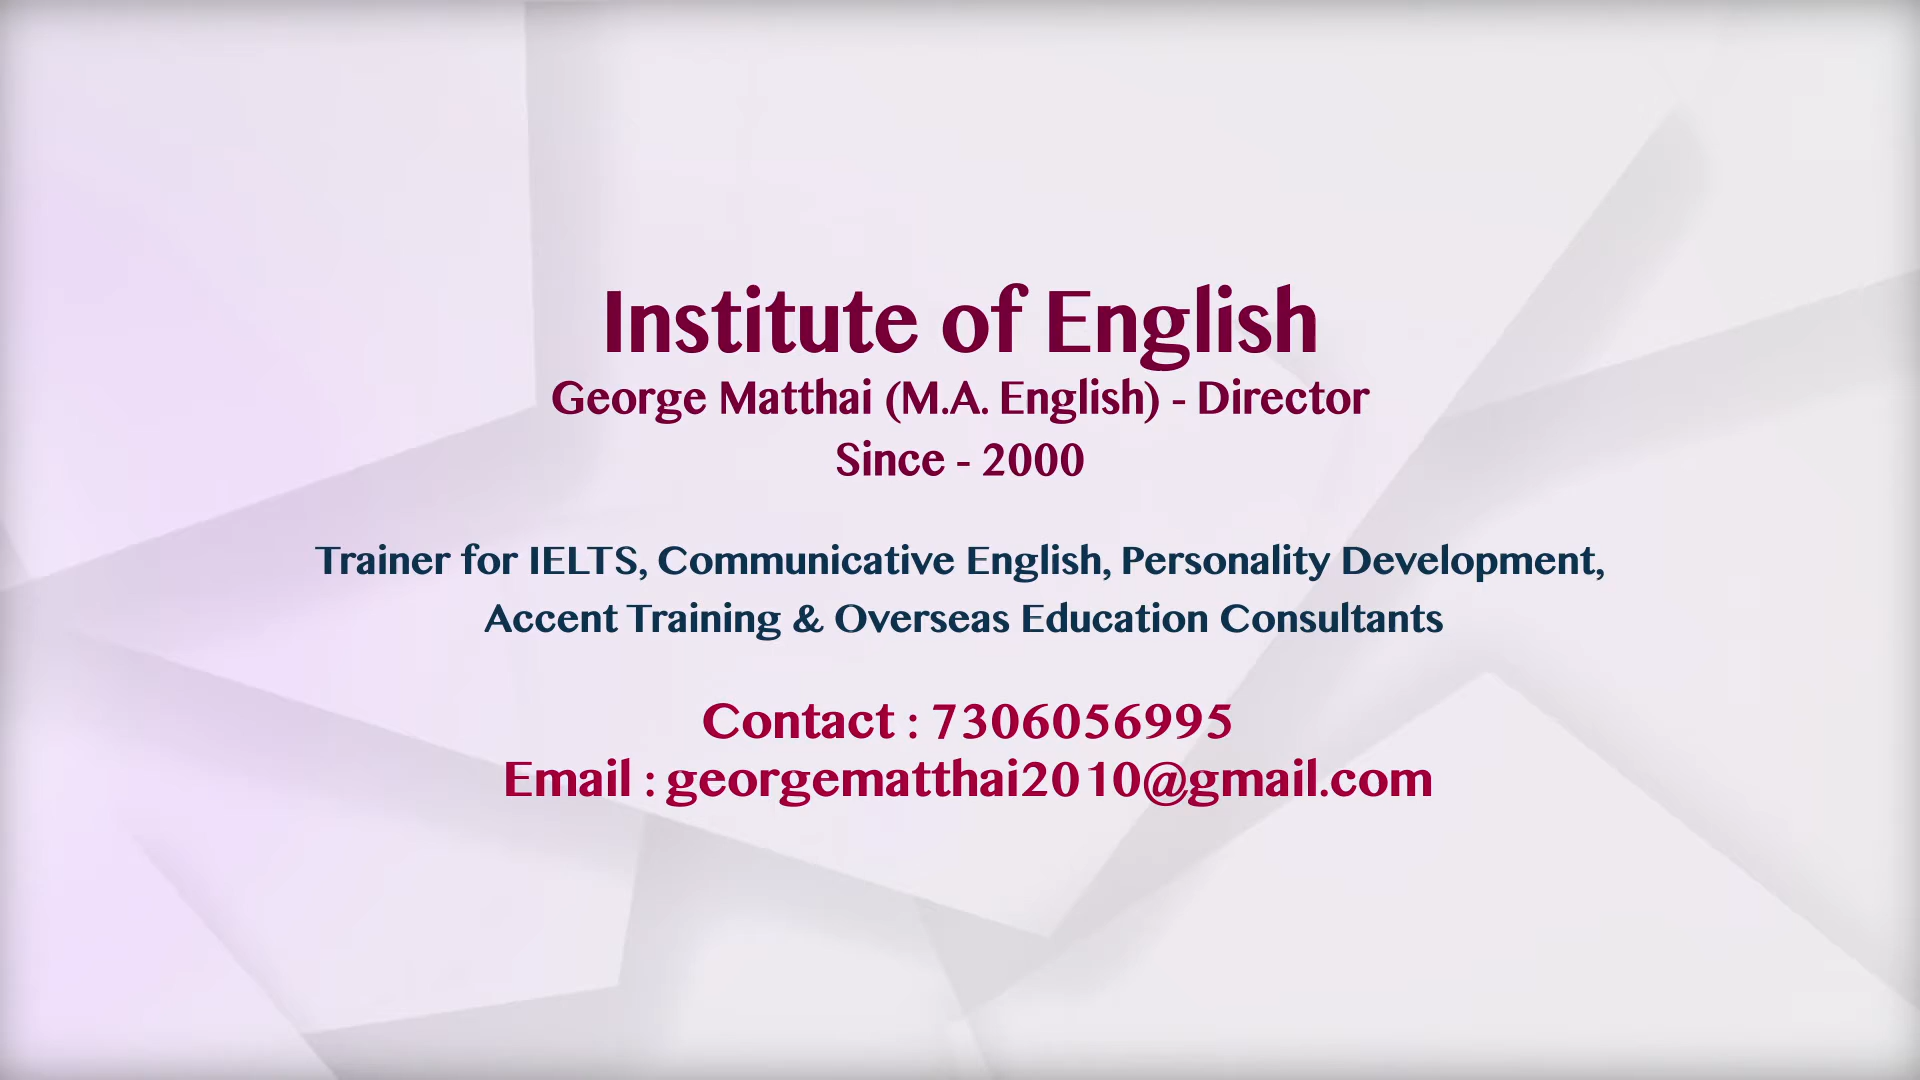 Institute of English
George Matthai (M.A. English) - Director
Since - 2000
Trainer for IELTS, Communicative English, Personality Development,
Accent Training & Overseas Education Consultants
Contact : 7306056995
Email : georgematthai2010@gmail.com